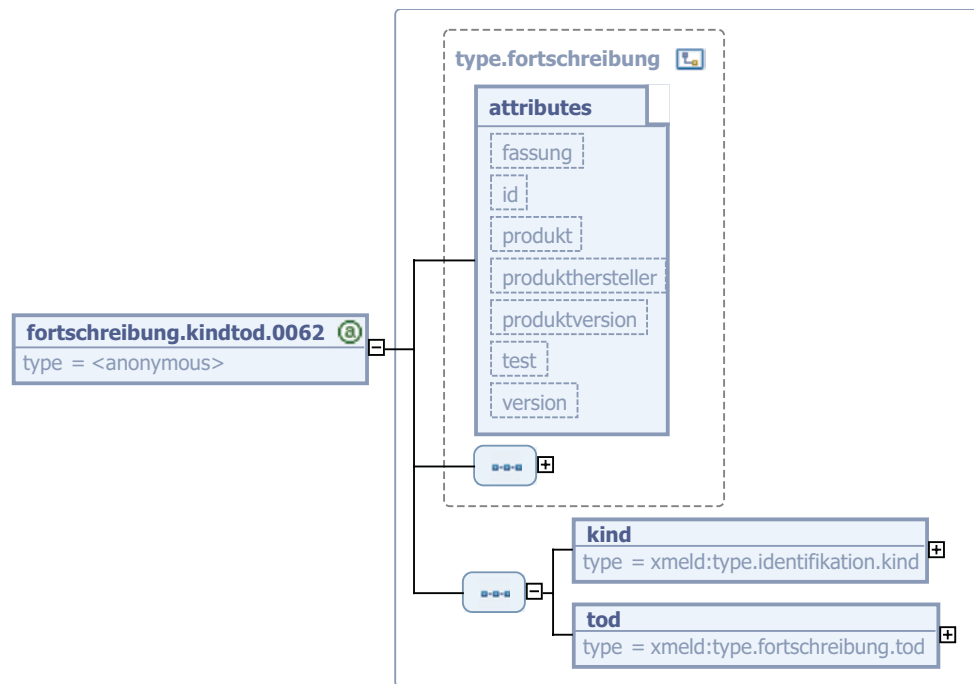 type.fortschreibung
attributes
fassung
id
produkt
produkthersteller
produktversion
test
version
fortschreibung.kindtod.0062 @
type = <anonymous>
kind
type = xmeld:type.identifikation.kind
tod
type = xmeld:type.fortschreibung.tod